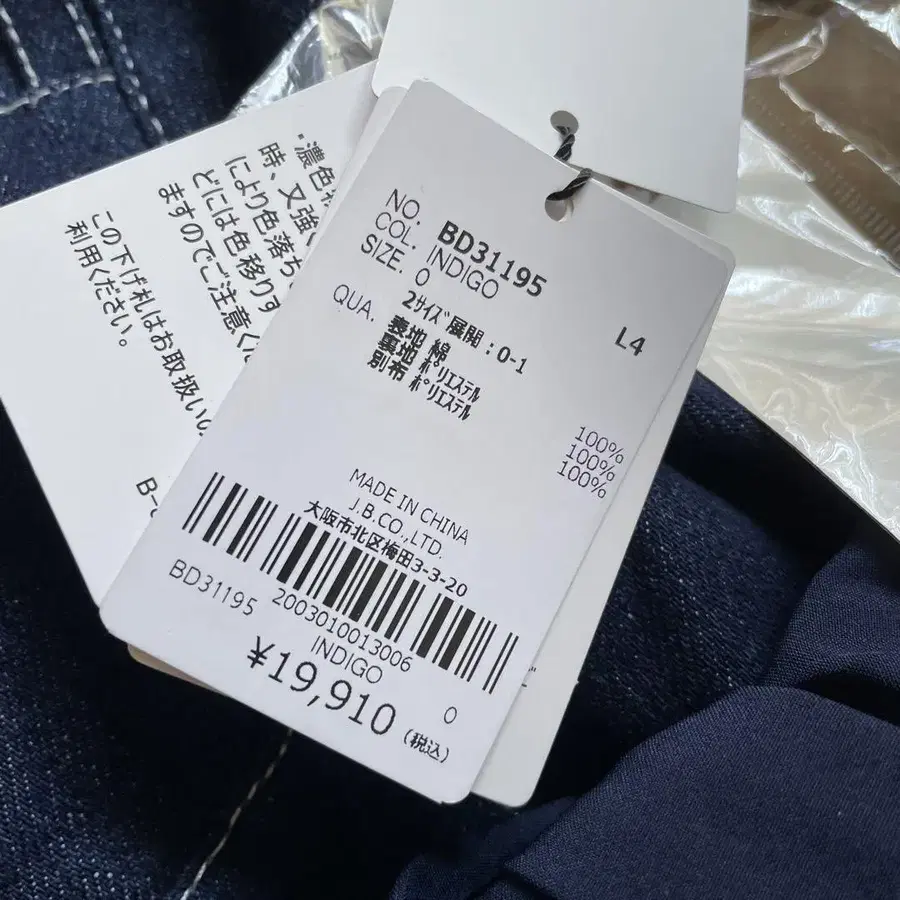 NO. BD31195
COL. INDIGO
SIZE. 0
2サイズ展開：0-1
L4
QUA. 表地 綿 100%
裏地 ポリエステル 100%
別布 ポリエステル 100%
MADE IN CHINA
J.B.CO.,LTD.
大阪市北区梅田3-3-20
BD31195 2003010013006
INDIGO 0
¥19,910 (税込)
"濃色
時、又強
により色落ち
どには色移りす
ますのでご注意く
この下げ札はお取扱いの
利用ください。
B-